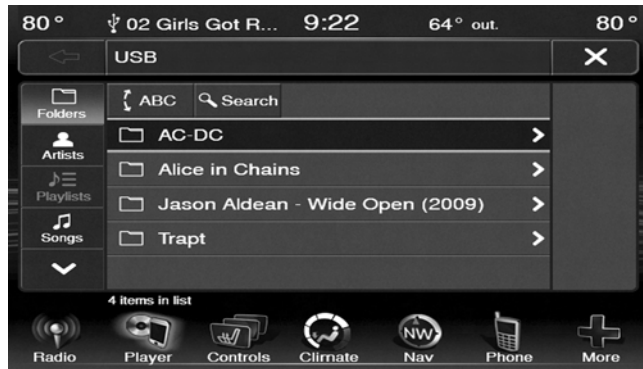 80° 02 Girls Got R... 9:22 64° out. 80°
USB
Folders
ABC Search
AC-DC
Artists
Alice in Chains
Playlists
Jason Aldean - Wide Open (2009)
Songs
Trapt
4 items in list
NW
Radio Player Controls Climate Nav Phone More